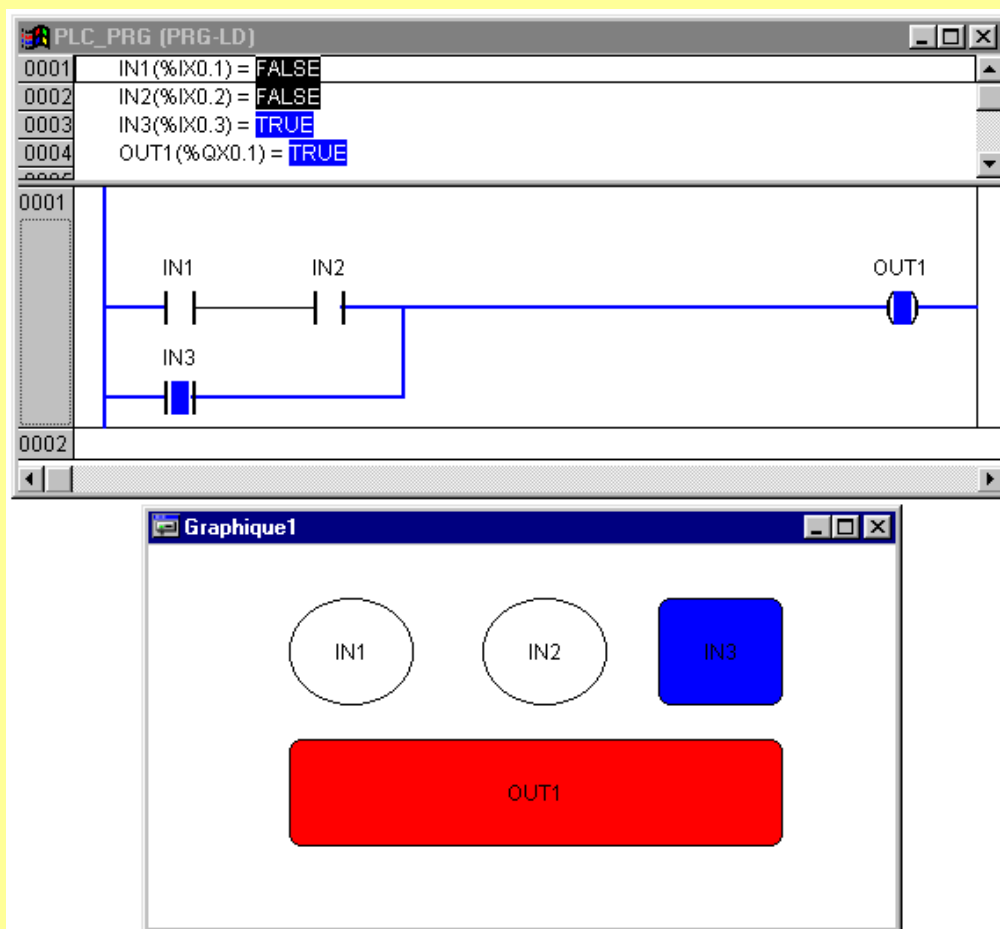 PLC_PRG (PRG-LD)
0001 IN1(%IX0.1) = FALSE
0002 IN2(%IX0.2) = FALSE
0003 IN3(%IX0.3) = TRUE
0004 OUT1(%QX0.1) = TRUE
0005
0001
IN1 IN2 OUT1
IN3
0002
Graphique1
IN1 IN2 IN3
OUT1